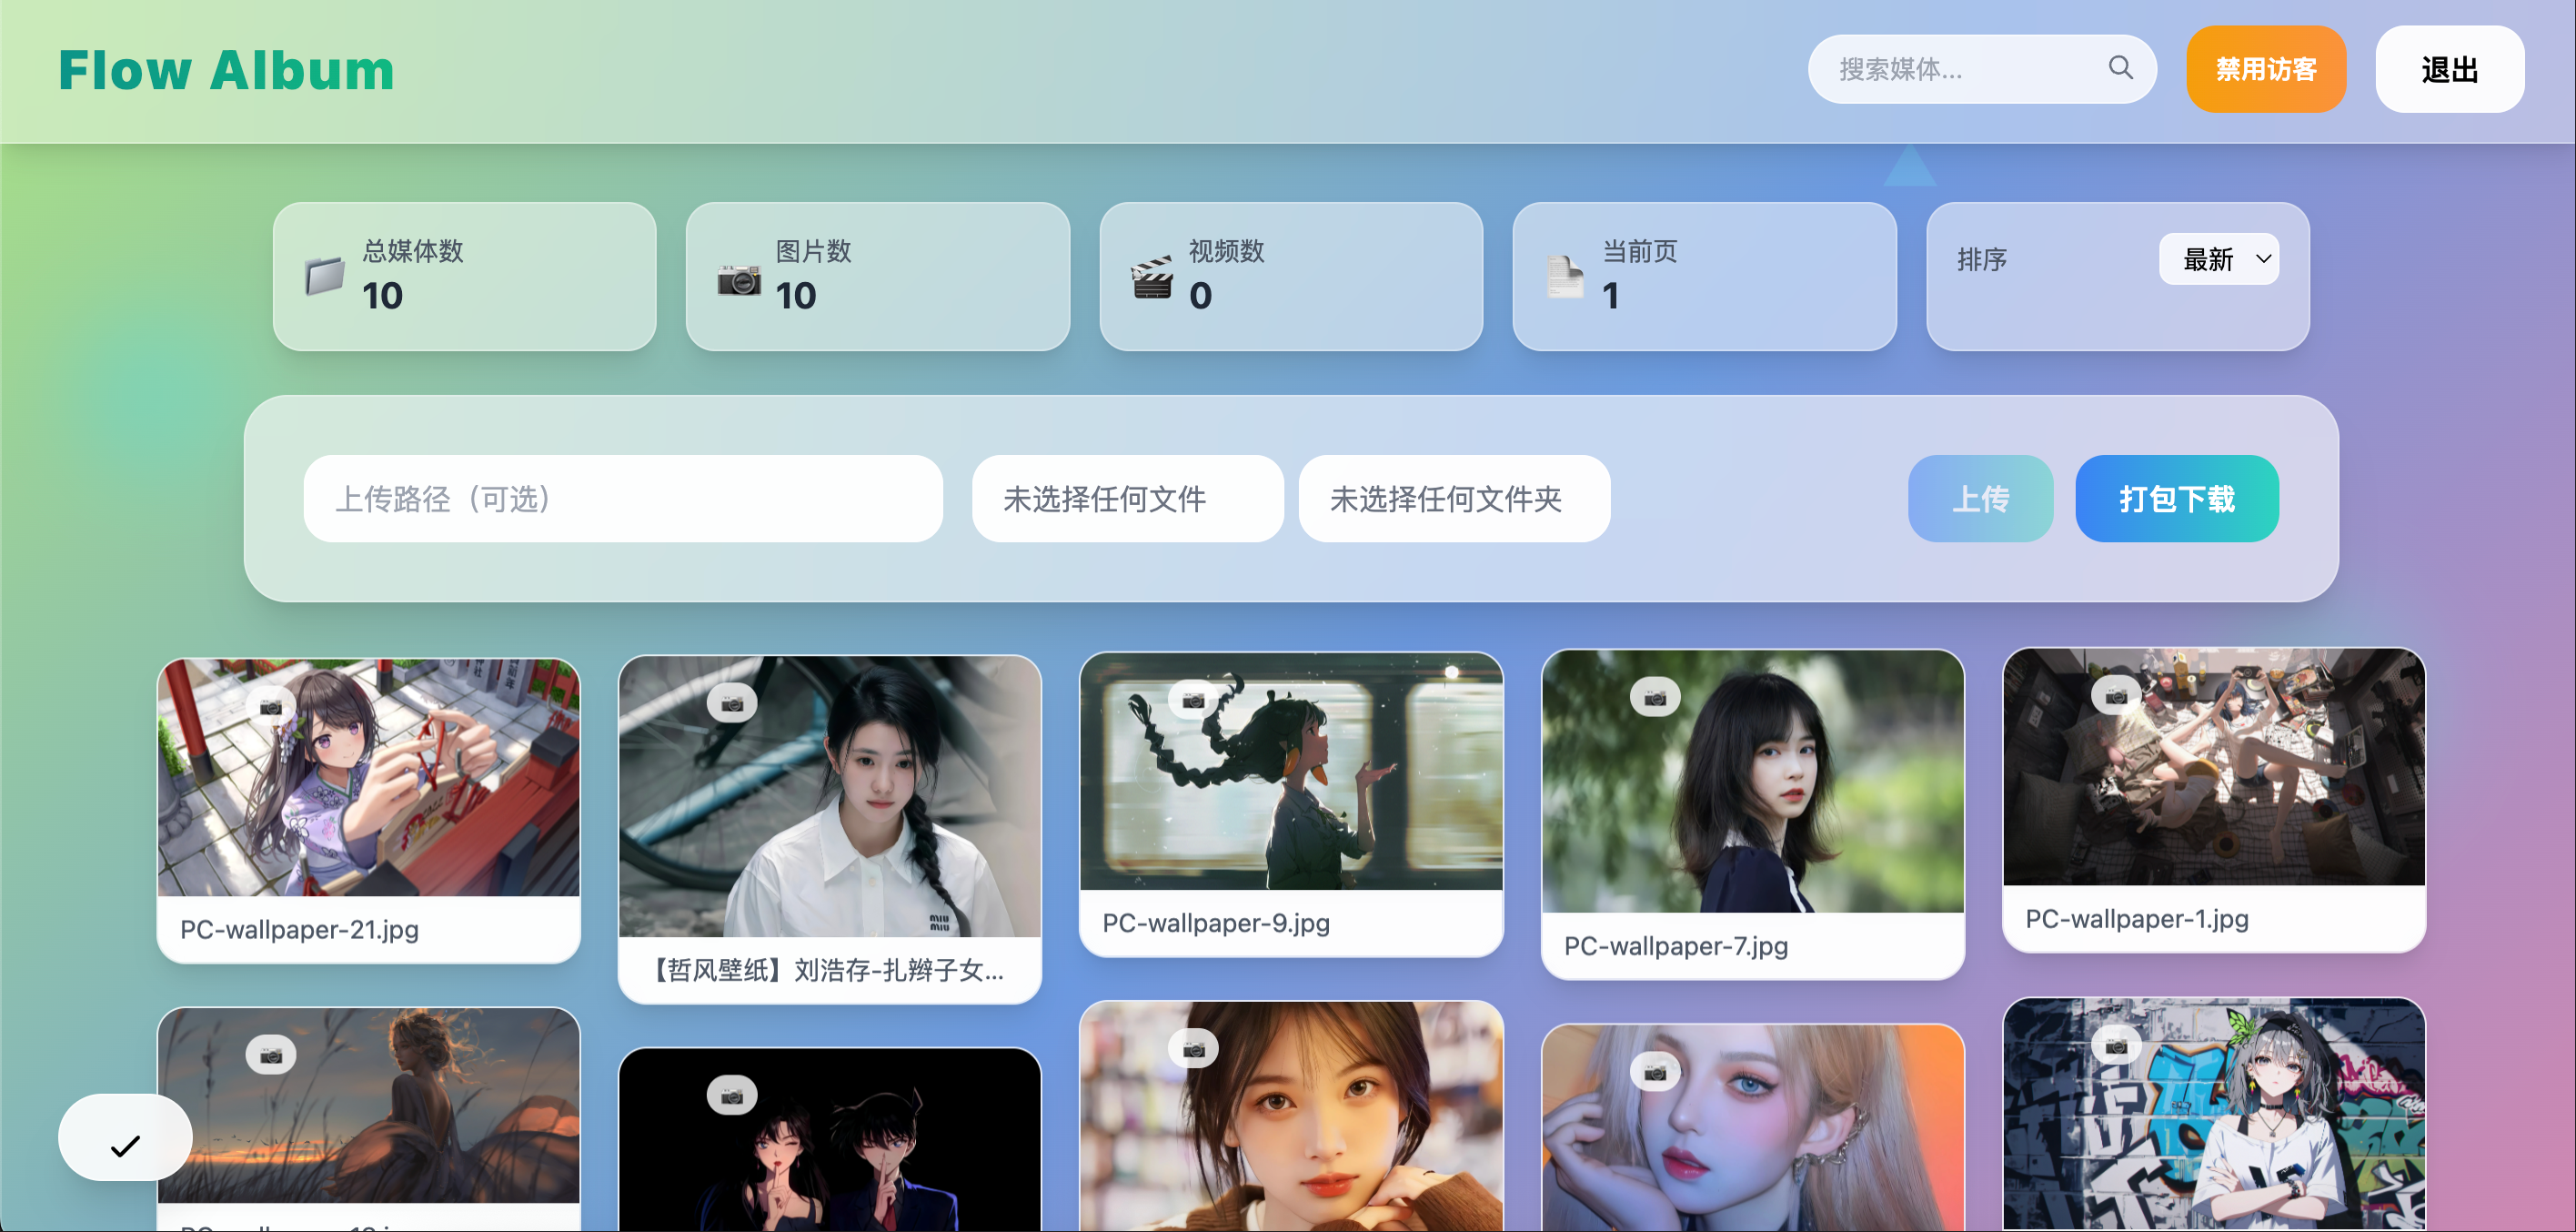 Flow Album
搜索媒体...
禁用访客
退出
总媒体数
10
图片数
10
视频数
0
当前页
1
排序
最新
上传路径（可选）
未选择任何文件
未选择任何文件夹
上传
打包下载
PC-wallpaper-21.jpg
【哲风壁纸】刘浩存-扎辫子女...
PC-wallpaper-9.jpg
PC-wallpaper-7.jpg
PC-wallpaper-1.jpg
miu
miu